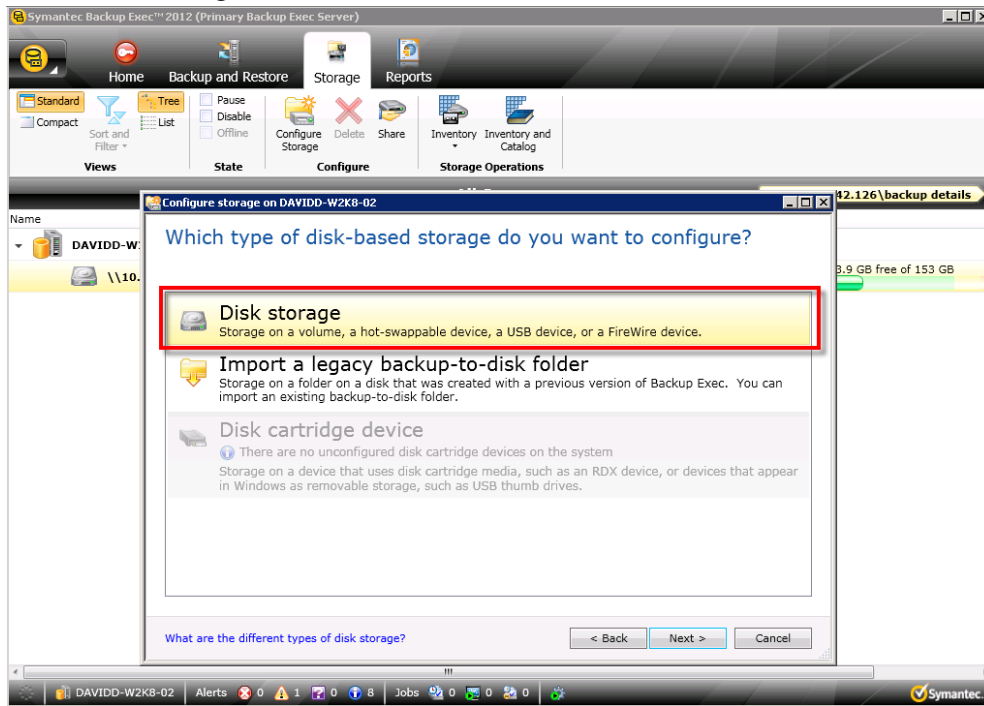 Symantec Backup Exec™ 2012 (Primary Backup Exec Server)
Home Backup and Restore Storage Reports
Standard
Compact
Sort and
Filter
Tree
List
Views
Pause
Disable
Offline
State
Configure
Storage
Delete
Share
Configure
Inventory
Inventory and
Catalog
Storage Operations
42.126\backup details
Name
DAVIDD-W
\\10.
3.9 GB free of 153 GB
Configure storage on DAVIDD-W2K8-02
Which type of disk-based storage do you want to configure?
Disk storage
Storage on a volume, a hot-swappable device, a USB device, or a FireWire device.
Import a legacy backup-to-disk folder
Storage on a folder on a disk that was created with a previous version of Backup Exec. You can
import an existing backup-to-disk folder.
Disk cartridge device
There are no unconfigured disk cartridge devices on the system
Storage on a device that uses disk cartridge media, such as an RDX device, or devices that appear
in Windows as removable storage, such as USB thumb drives.
What are the different types of disk storage?
< Back Next > Cancel
DAVIDD-W2K8-02 Alerts 0 1 0 8 Jobs 0 0 0 Symantec.